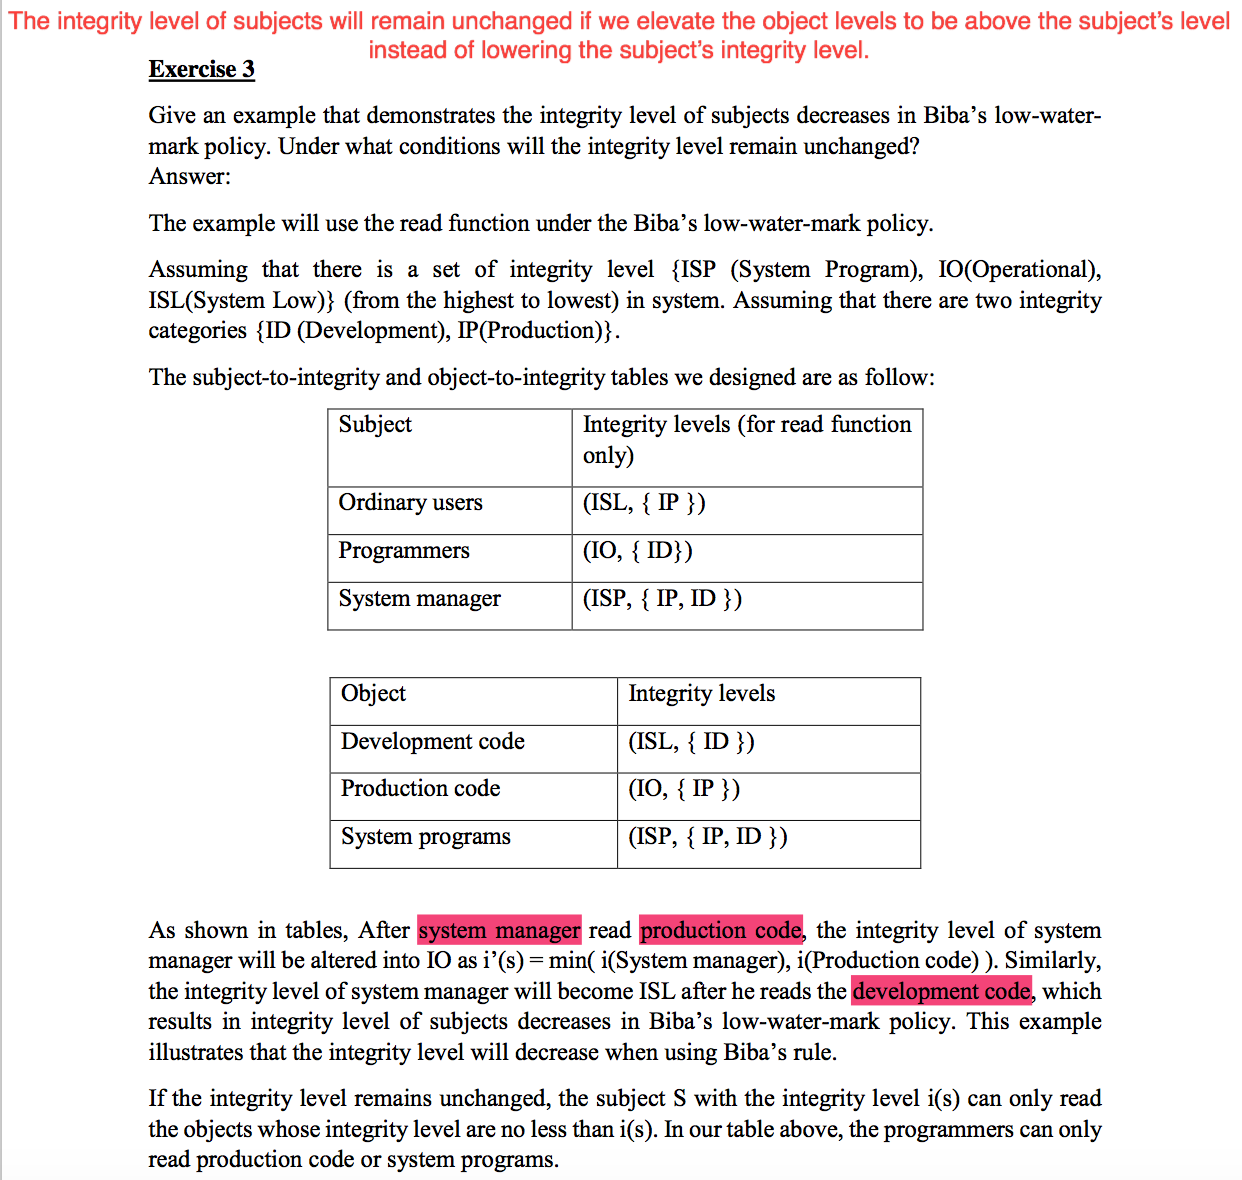 The integrity level of subjects will remain unchanged if we elevate the object levels to be above the subject's level
instead of lowering the subject's integrity level.
Exercise 3
Give an example that demonstrates the integrity level of subjects decreases in Biba's low-water-
mark policy. Under what conditions will the integrity level remain unchanged?
Answer:
The example will use the read function under the Biba's low-water-mark policy.
Assuming that there is a set of integrity level {ISP (System Program), IO(Operational),
ISL(System Low)} (from the highest to lowest) in system. Assuming that there are two integrity
categories {ID (Development), IP(Production)}.
The subject-to-integrity and object-to-integrity tables we designed are as follow:
Subject Integrity levels (for read function
only)
Ordinary users (ISL, { IP })
Programmers (IO, { ID})
System manager (ISP, { IP, ID })
Object Integrity levels
Development code (ISL, { ID })
Production code (IO, { IP })
System programs (ISP, { IP, ID })
As shown in tables, After system manager read production code, the integrity level of system
manager will be altered into IO as i'(s) = min( i(System manager), i(Production code) ). Similarly,
the integrity level of system manager will become ISL after he reads the development code, which
results in integrity level of subjects decreases in Biba's low-water-mark policy. This example
illustrates that the integrity level will decrease when using Biba's rule.
If the integrity level remains unchanged, the subject S with the integrity level i(s) can only read
the objects whose integrity level are no less than i(s). In our table above, the programmers can only
read production code or system programs.